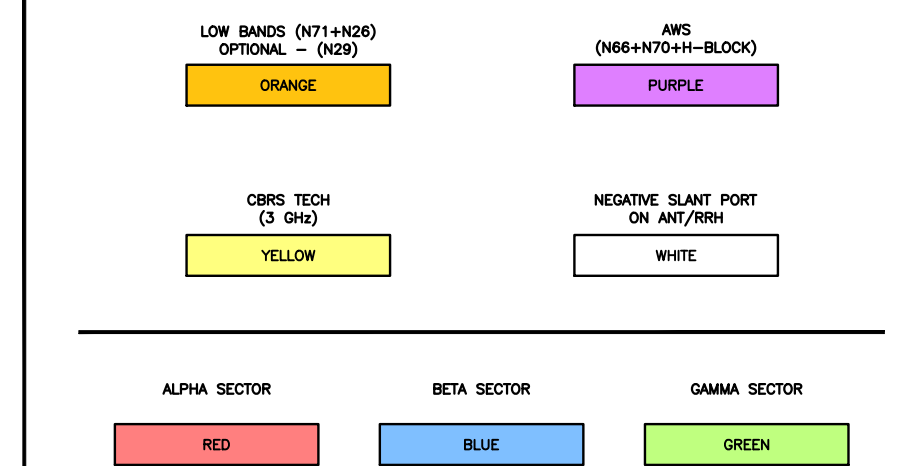 LOW BANDS (N71+N26)
OPTIONAL - (N29)
ORANGE
AWS
(N66+N70+H-BLOCK)
PURPLE
CBRS TECH
(3 GHz)
YELLOW
NEGATIVE SLANT PORT
ON ANT/RRH
WHITE
ALPHA SECTOR
RED
BETA SECTOR
BLUE
GAMMA SECTOR
GREEN